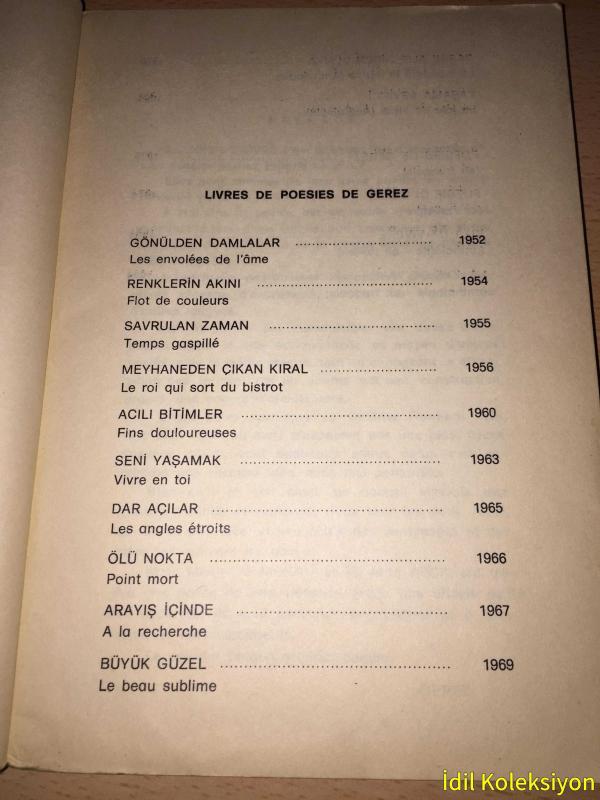 LIVRES DE POESIES DE GEREZ
GÖNÜLDEN DAMLALAR ........................ 1952
Les envolées de l'âme
RENKLERİN AKINI ........................ 1954
Flot de couleurs
SAVRULAN ZAMAN ........................ 1955
Temps gaspillé
MEYHANEDEN ÇIKAN KIRAL ........................ 1956
Le roi qui sort du bistrot
ACILI BİTİMLER ........................ 1960
Fins douloureuses
SENİ YAŞAMAK ........................ 1963
Vivre en toi
DAR AÇILAR ........................ 1965
Les angles étroits
ÖLÜ NOKTA ........................ 1966
Point mort
ARAYIŞ İÇİNDE ........................ 1967
A la recherche
BÜYÜK GÜZEL ........................ 1969
Le beau sublime
İdil Koleksiyon